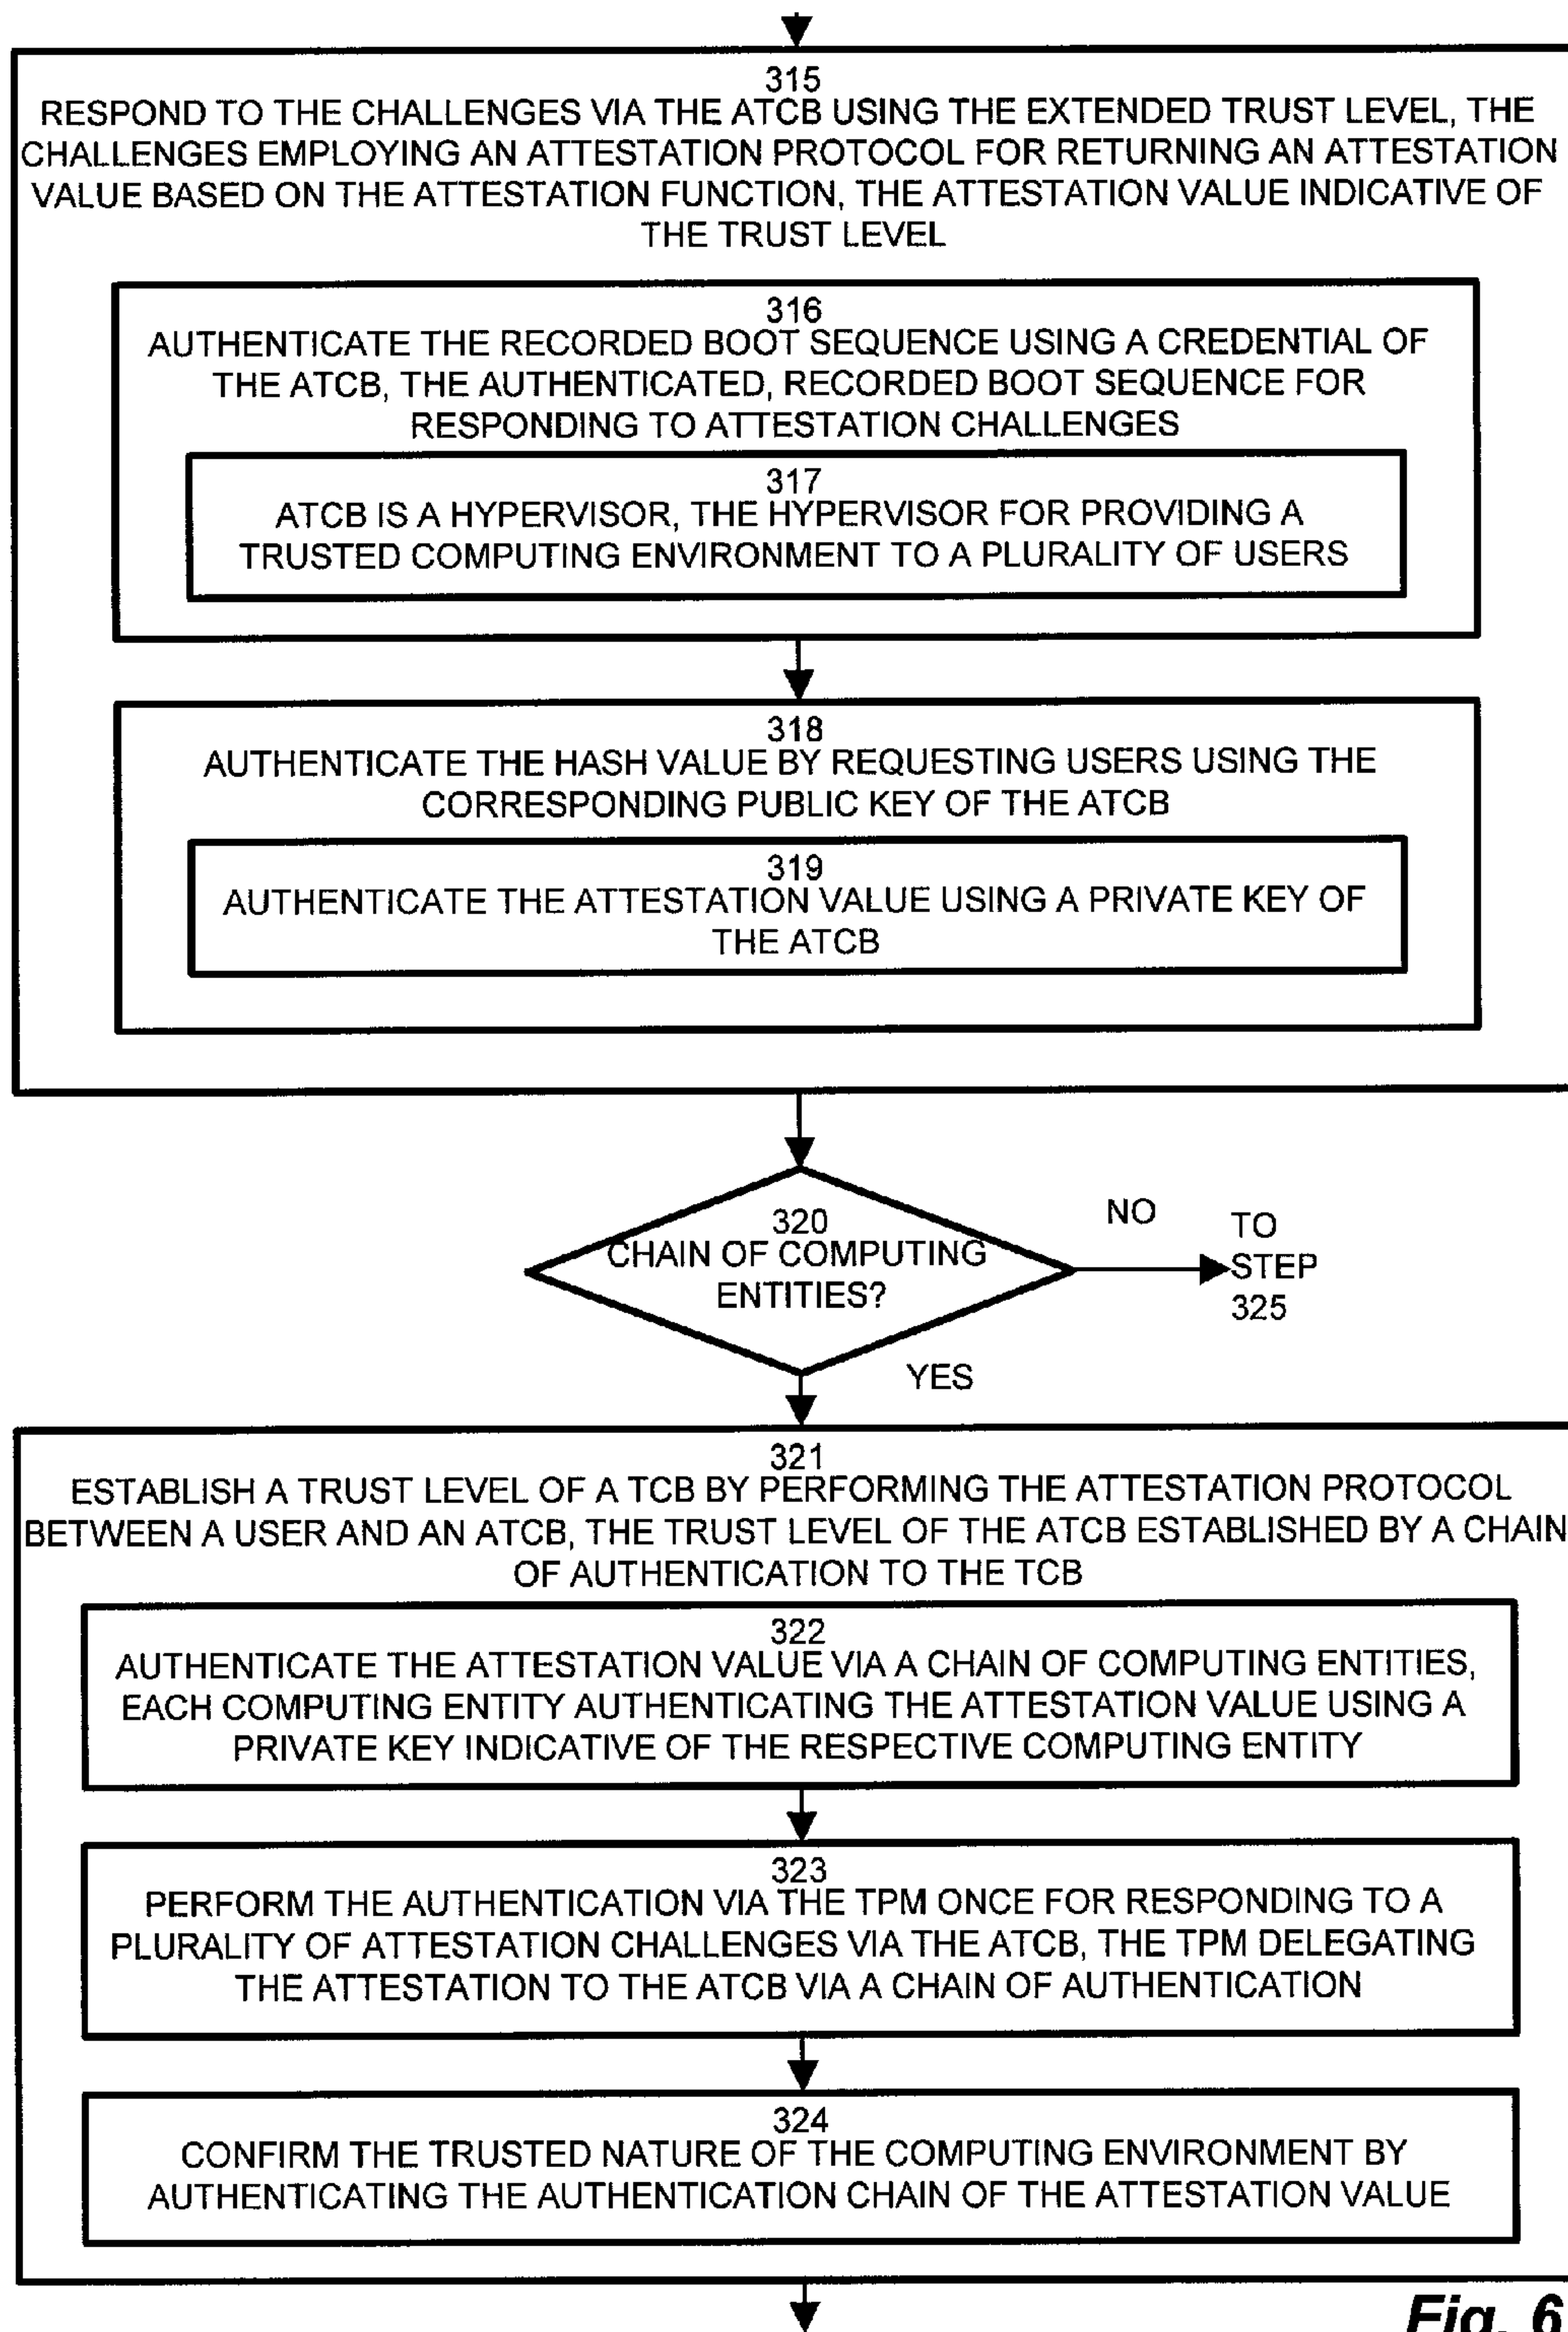 315
RESPOND TO THE CHALLENGES VIA THE ATCB USING THE EXTENDED TRUST LEVEL, THE
CHALLENGES EMPLOYING AN ATTESTATION PROTOCOL FOR RETURNING AN ATTESTATION
VALUE BASED ON THE ATTESTATION FUNCTION, THE ATTESTATION VALUE INDICATIVE OF
THE TRUST LEVEL
316
AUTHENTICATE THE RECORDED BOOT SEQUENCE USING A CREDENTIAL OF
THE ATCB, THE AUTHENTICATED, RECORDED BOOT SEQUENCE FOR
RESPONDING TO ATTESTATION CHALLENGES
317
ATCB IS A HYPERVISOR, THE HYPERVISOR FOR PROVIDING A
TRUSTED COMPUTING ENVIRONMENT TO A PLURALITY OF USERS
318
AUTHENTICATE THE HASH VALUE BY REQUESTING USERS USING THE
CORRESPONDING PUBLIC KEY OF THE ATCB
319
AUTHENTICATE THE ATTESTATION VALUE USING A PRIVATE KEY OF
THE ATCB
320
CHAIN OF COMPUTING
ENTITIES?
NO
TO
STEP
325
YES
321
ESTABLISH A TRUST LEVEL OF A TCB BY PERFORMING THE ATTESTATION PROTOCOL
BETWEEN A USER AND AN ATCB, THE TRUST LEVEL OF THE ATCB ESTABLISHED BY A CHAIN
OF AUTHENTICATION TO THE TCB
322
AUTHENTICATE THE ATTESTATION VALUE VIA A CHAIN OF COMPUTING ENTITIES,
EACH COMPUTING ENTITY AUTHENTICATING THE ATTESTATION VALUE USING A
PRIVATE KEY INDICATIVE OF THE RESPECTIVE COMPUTING ENTITY
323
PERFORM THE AUTHENTICATION VIA THE TPM ONCE FOR RESPONDING TO A
PLURALITY OF ATTESTATION CHALLENGES VIA THE ATCB, THE TPM DELEGATING
THE ATTESTATION TO THE ATCB VIA A CHAIN OF AUTHENTICATION
324
CONFIRM THE TRUSTED NATURE OF THE COMPUTING ENVIRONMENT BY
AUTHENTICATING THE AUTHENTICATION CHAIN OF THE ATTESTATION VALUE
Fig. 6